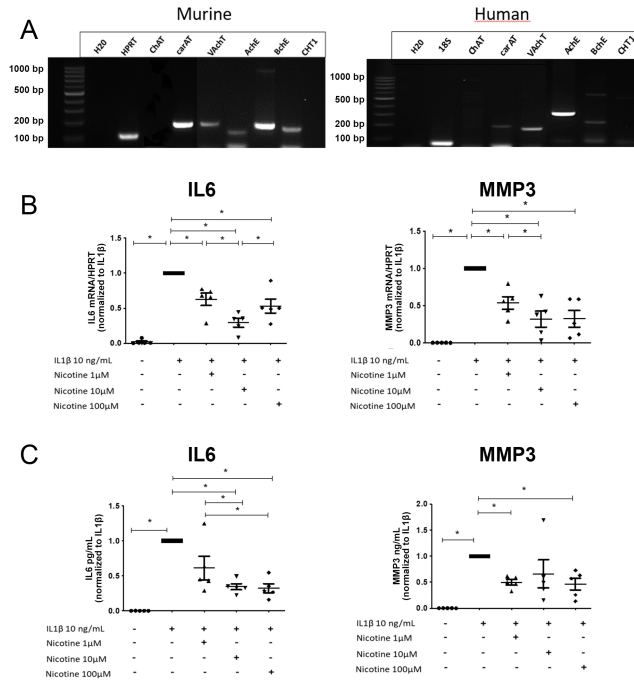 A
Murine
Human
H20 HPRT ChAT carAT VAchT AchE BchE CHT1
H20 18S ChAT carAT VAchT AchE BchE CHT1
1000 bp
500 bp
200 bp
100 bp
1000 bp
500 bp
200 bp
100 bp
B
IL6
MMP3
* * * * * *
* * * * *
IL6 mRNA/HPRT
(normalized to IL1β)
1.5
1.0
0.5
0.0
MMP3 mRNA/HPRT
(normalized to IL1β)
1.5
1.0
0.5
0.0
IL1β 10 ng/mL - + + + +
Nicotine 1µM - - + - -
Nicotine 10µM - - - + -
Nicotine 100µM - - - - +
IL1β 10 ng/mL - + + + +
Nicotine 1µM - - + - -
Nicotine 10µM - - - + -
Nicotine 100µM - - - - +
C
IL6
MMP3
* * * * *
* * *
IL6 pg/mL
(normalized to IL1β)
1.5
1.0
0.5
0.0
MMP3 ng/mL
(normalized to IL1β)
2.0
1.5
1.0
0.5
0.0
IL1β 10 ng/mL - + + + +
Nicotine 1µM - - + - -
Nicotine 10µM - - - + -
Nicotine 100µM - - - - +
IL1β 10 ng/mL - + + + +
Nicotine 1µM - - + - -
Nicotine 10µM - - - + -
Nicotine 100µM - - - - +